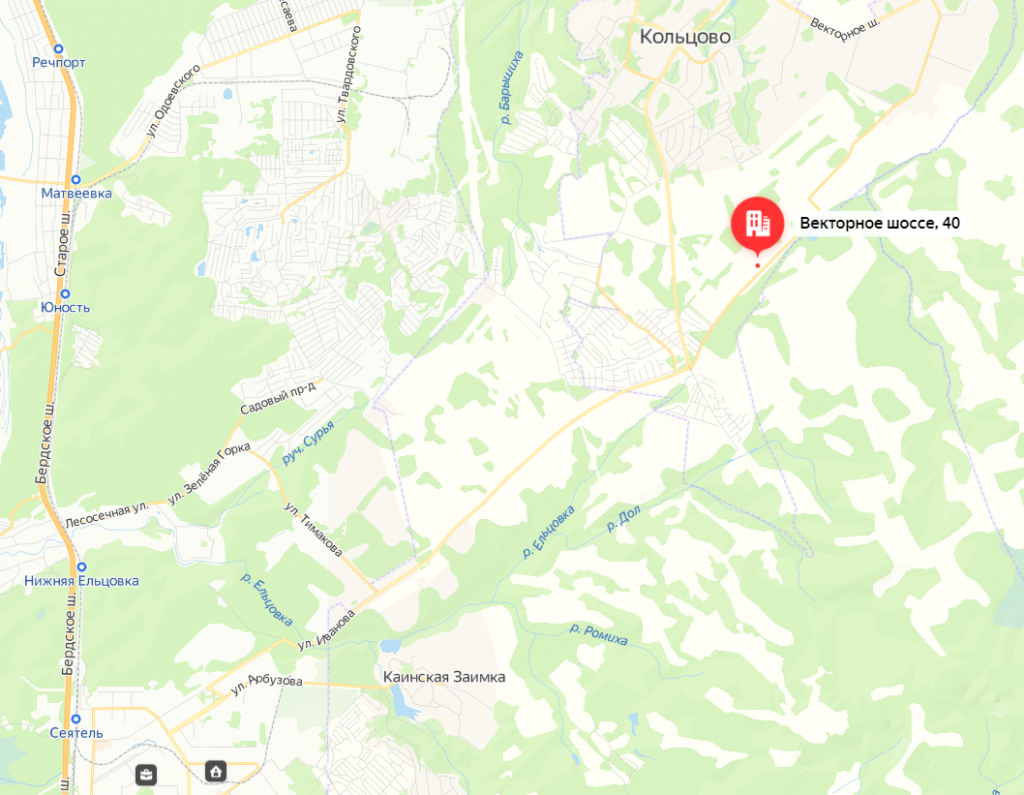 Кольцово
Векторное ш.
Речпорт
ул. Одоевского
ул. Твардовского
р. Барышиха
Матвеевка
Старое ш.
Векторное шоссе, 40
Юность
Садовый пр-д
Бердское ш.
руч. Сурья
ул. Зелёная Горка
Лесосечная ул.
ул. Тимакова
р. Ельцовка
р. Дол
Нижняя Ельцовка
р. Ельцовка
Бердское ш.
ул. Иванова
р. Ромиха
ул. Арбузова
Каинская Заимка
Сеятель
ш.